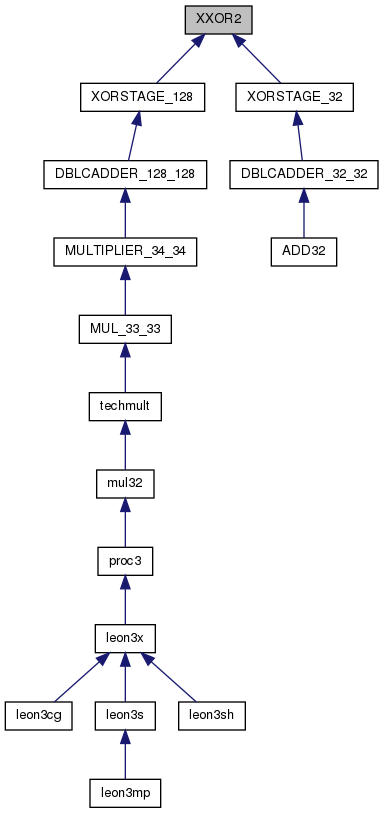 XXOR2
XORSTAGE_128
XORSTAGE_32
DBLCADDER_128_128
DBLCADDER_32_32
MULTIPLIER_34_34
ADD32
MUL_33_33
techmult
mul32
proc3
leon3x
leon3cg
leon3s
leon3sh
leon3mp